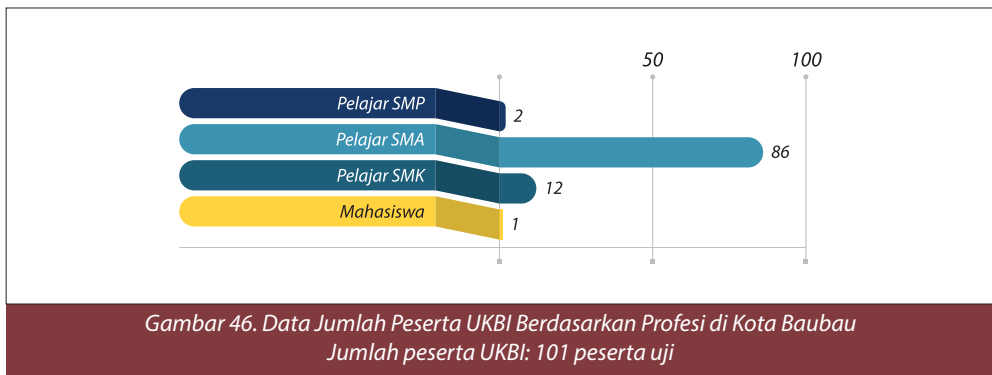 50 100
Pelajar SMP 2
Pelajar SMA 86
Pelajar SMK 12
Mahasiswa 1
Gambar 46. Data Jumlah Peserta UKBI Berdasarkan Profesi di Kota Baubau
Jumlah peserta UKBI: 101 peserta uji